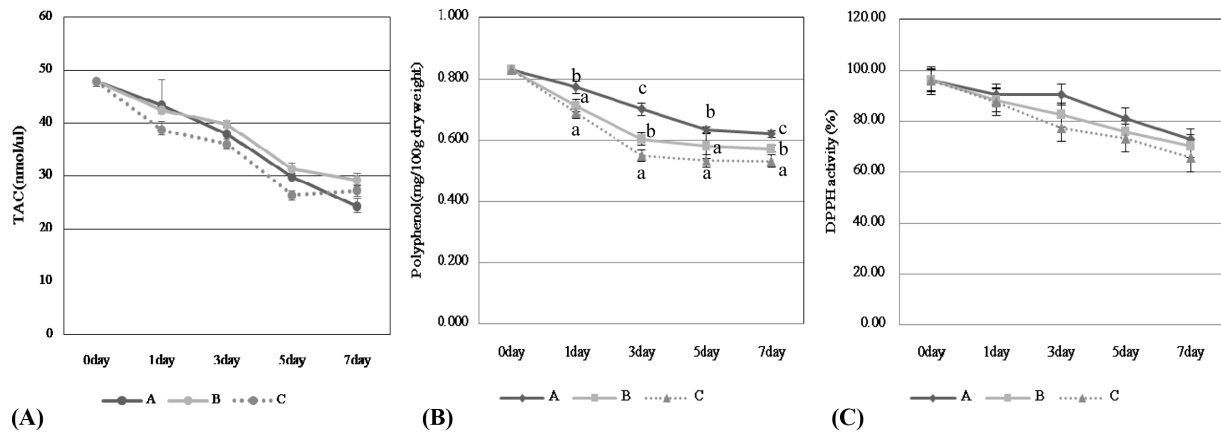 60
50
40
30
20
10
0
TAC(nmol/ul)
0day 1day 3day 5day 7day
A B C
(A)
1.000
0.800
0.600
0.400
0.200
0.000
Polyphenol(mg/100g dry weight)
b
a
a
c
b
a
b
a
a
c
b
a
0day 1day 3day 5day 7day
A B C
(B)
120.00
100.00
80.00
60.00
40.00
20.00
0.00
DPPH activity (%)
0day 1day 3day 5day 7day
A B C
(C)